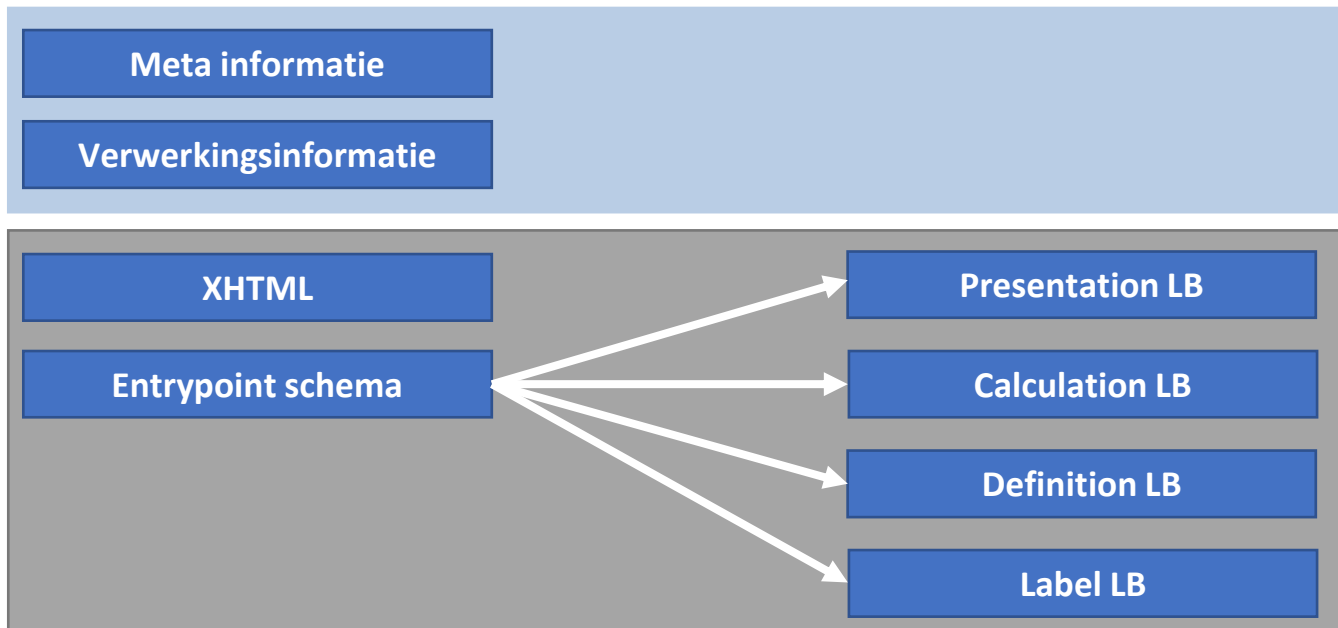 Meta informatie
Verwerkingsinformatie
XHTML
Entrypoint schema
Presentation LB
Calculation LB
Definition LB
Label LB